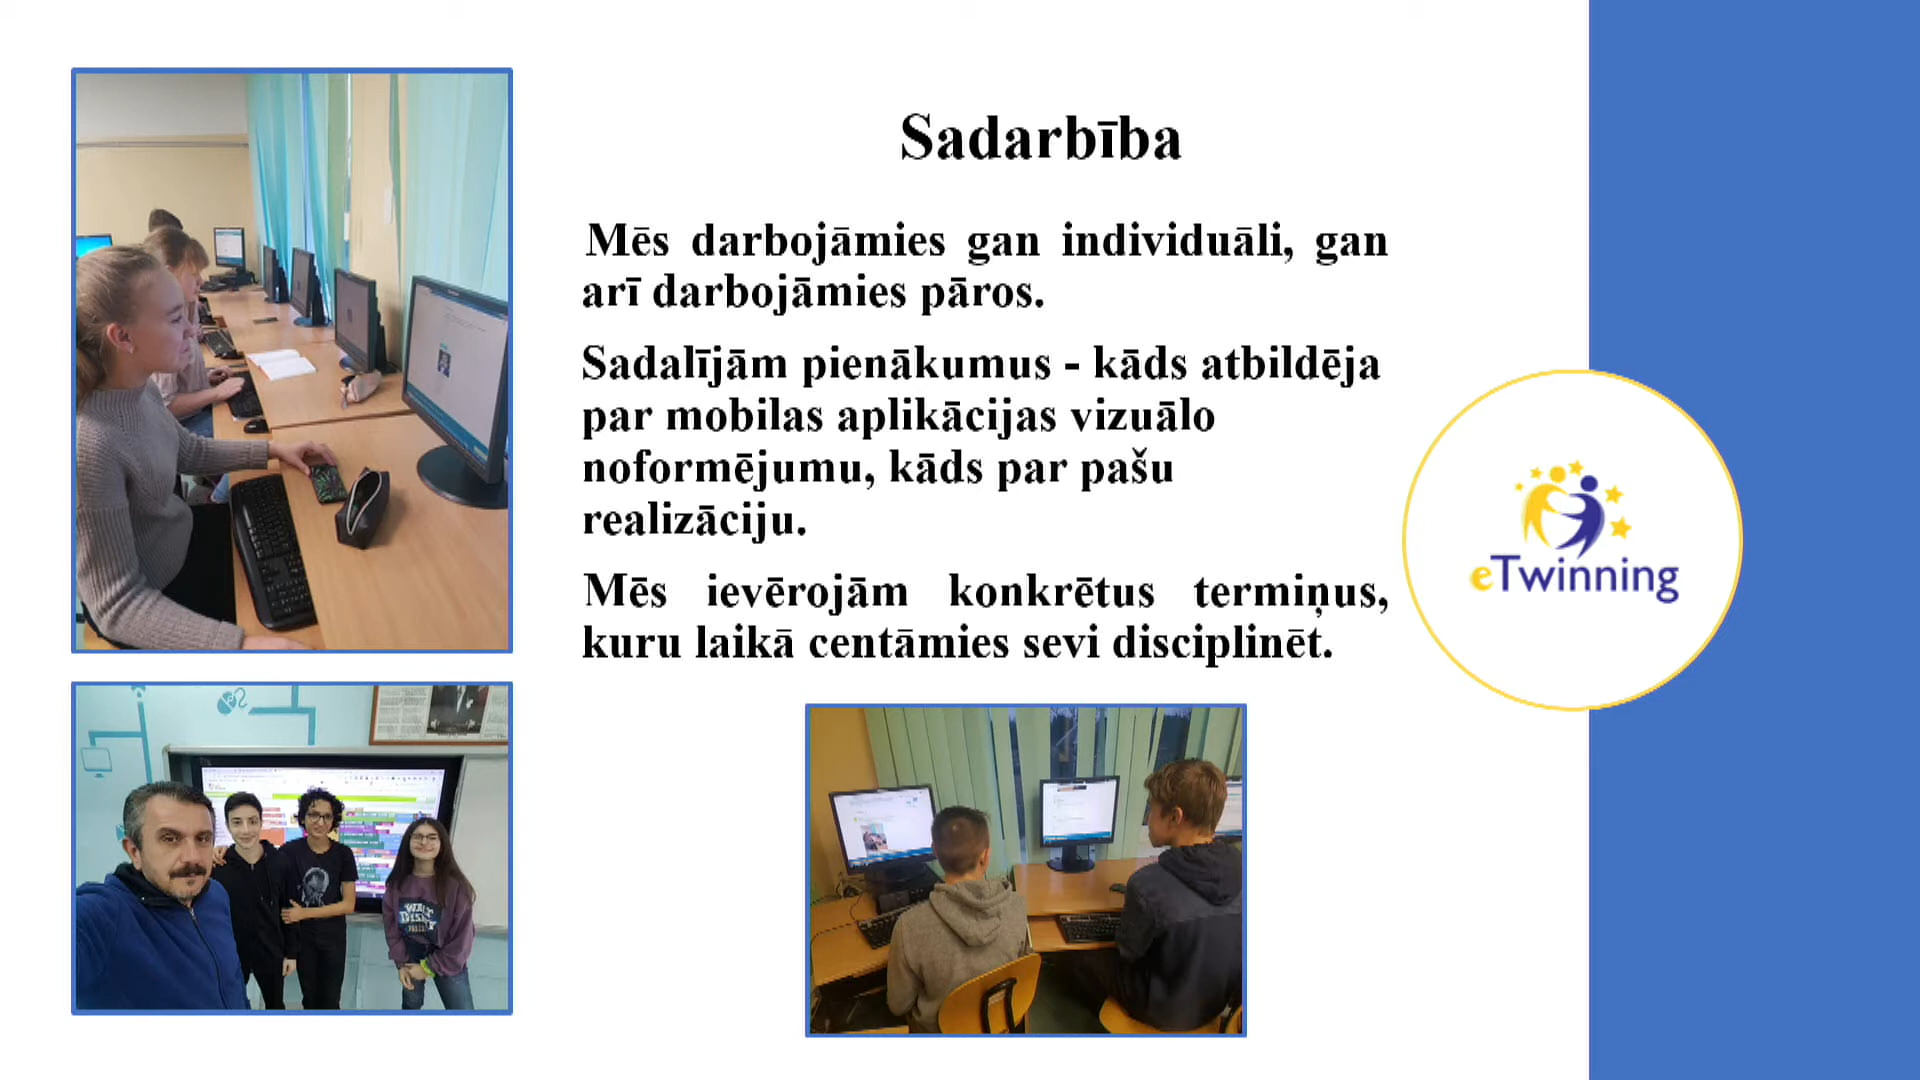 Sadarbība
Mēs darbojāmies gan individuāli, gan
arī darbojāmies pāros.
Sadalījām pienākumus - kāds atbildēja
par mobilas aplikācijas vizuālo
noformējumu, kāds par pašu
realizāciju.
Mēs ievērojām konkrētus termiņus,
kuru laikā centāmies sevi disciplinēt.
eTwinning